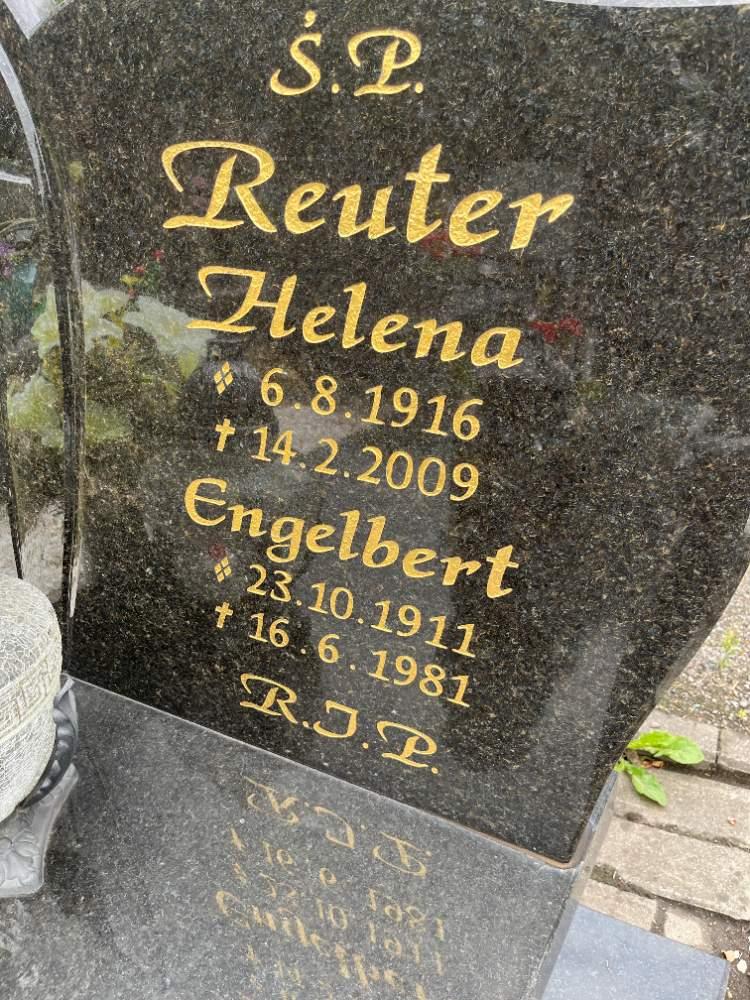 Ś.P.
Reuter
Helena
6.8.1916
† 14.2.2009
Engelbert
23.10.1911
† 16.6.1981
R.I.P.